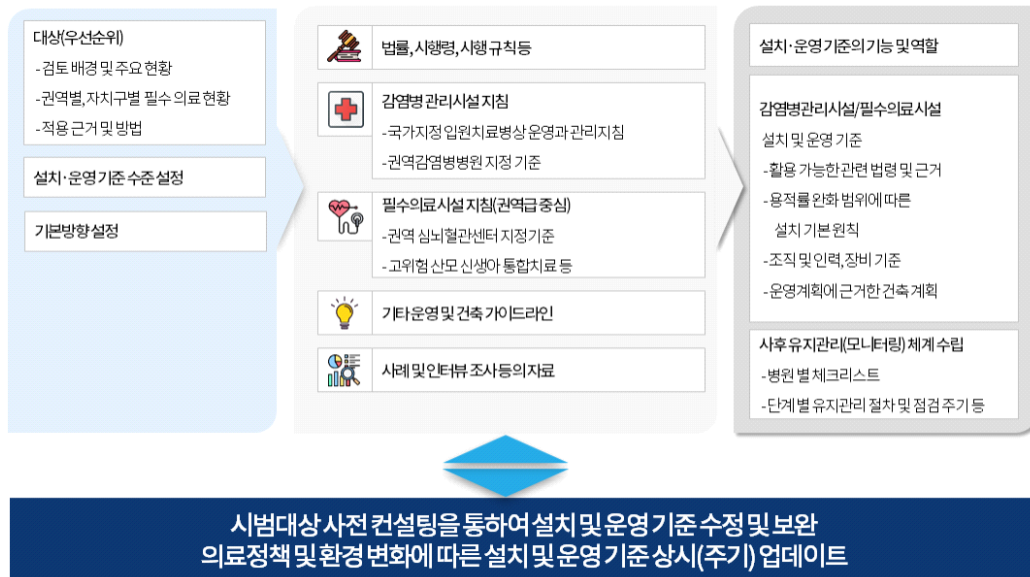 대상(우선순위)
-검토 배경 및 주요 현황
-권역별,자치구별 필수 의료 현황
-적용 근거 및 방법
설치·운영 기준 수준 설정
기본방향 설정
법률, 시행령, 시행 규칙 등
감염병 관리시설 지침
-국가지정 입원치료병상 운영과 관리지침
-권역감염병병원 지정 기준
필수의료시설 지침(권역급 중심)
-권역 심뇌혈관센터 지정기준
-고위험 산모 신생아 통합치료 등
기타 운영 및 건축 가이드라인
사례 및 인터뷰 조사 등의 자료
설치·운영 기준의 기능 및 역할
감염병관리시설/필수의료시설
설치 및 운영 기준
-활용 가능한 관련 법령 및 근거
-용적률 완화 범위에 따른
설치 기본 원칙
-조직 및 인력,장비 기준
-운영계획에 근거한 건축 계획
사후 유지관리(모니터링) 체계 수립
-병원 별 체크리스트
-단계 별 유지관리 절차 및 점검 주기 등
시범대상 사전 컨설팅을 통하여 설치 및 운영 기준 수정 및 보완
의료정책 및 환경 변화에 따른 설치 및 운영 기준 상시(주기) 업데이트